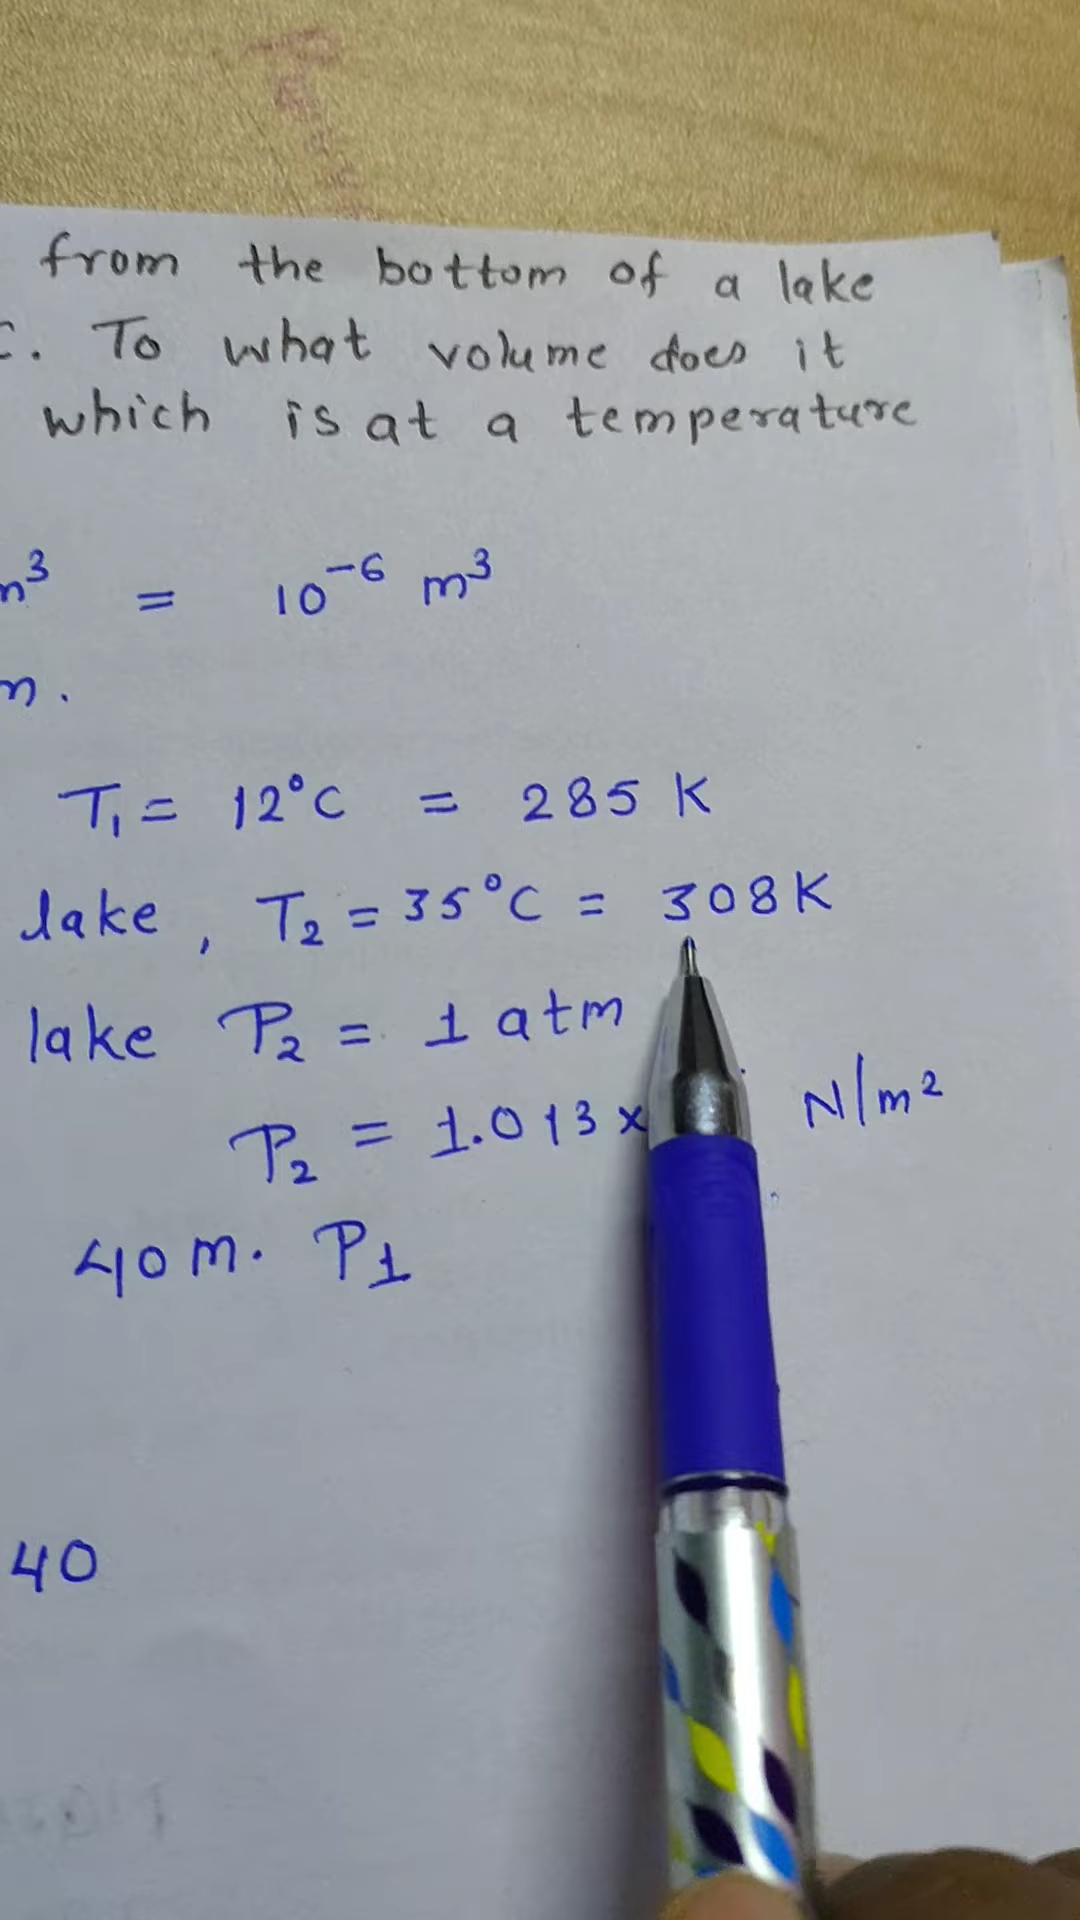 from the bottom of a lake
c. To what volume does it
which is at a temperature
m³ = 10⁻⁶ m³
m.
T₁ = 12°C = 285 K
lake, T₂ = 35°C = 308K
lake P₂ = 1 atm
P₂ = 1.013 x N/m²
40 m. P₁
40